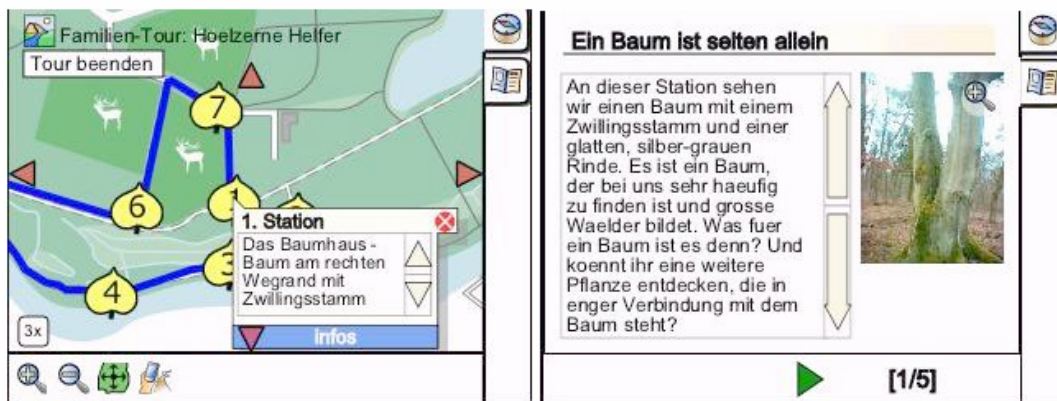 Familien-Tour: Hoelzerne Helfer
Tour beenden
7
6
1
3
4
1. Station
Das Baumhaus -
Baum am rechten
Wegrand mit
Zwillingsstamm
infos
3x
Ein Baum ist selten allein
An dieser Station sehen
wir einen Baum mit einem
Zwillingsstamm und einer
glatten, silber-grauen
Rinde. Es ist ein Baum,
der bei uns sehr haeufig
zu finden ist und grosse
Waelder bildet. Was fuer
ein Baum ist es denn? Und
koennt ihr eine weitere
Pflanze entdecken, die in
enger Verbindung mit dem
Baum steht?
[1/5]